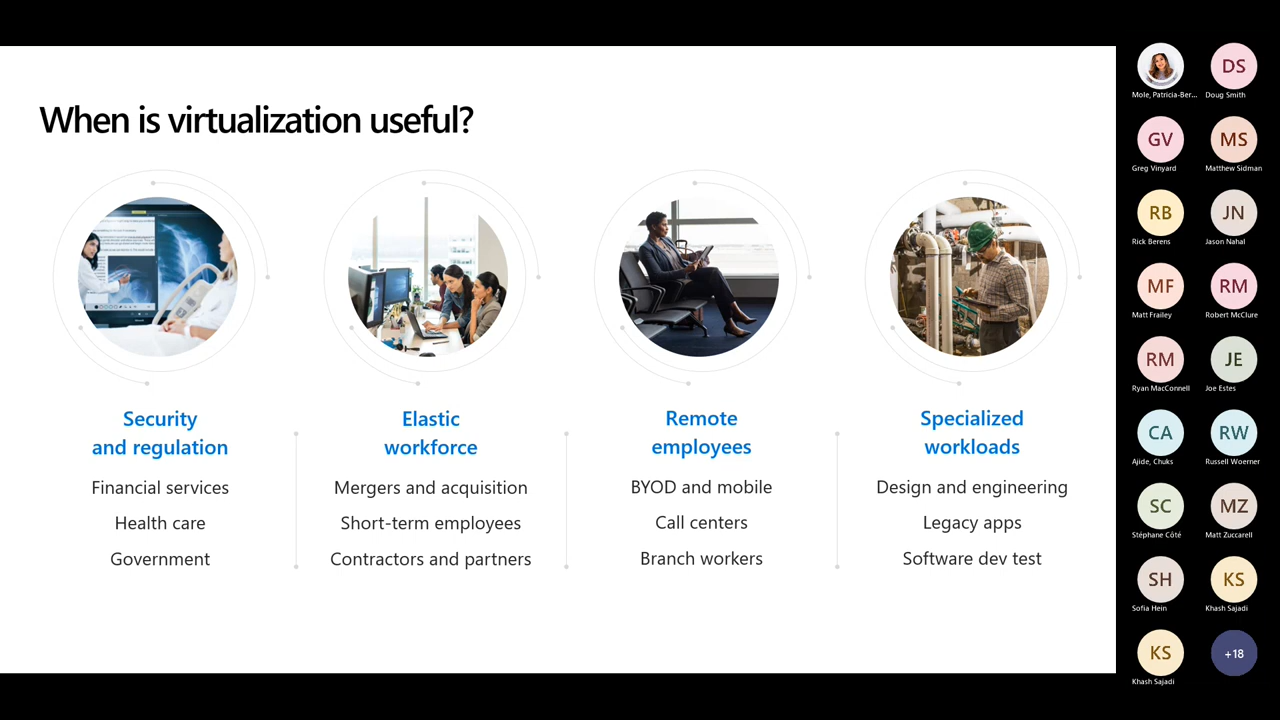 When is virtualization useful?
Security
and regulation
Financial services
Health care
Government
Elastic
workforce
Mergers and acquisition
Short-term employees
Contractors and partners
Remote
employees
BYOD and mobile
Call centers
Branch workers
Specialized
workloads
Design and engineering
Legacy apps
Software dev test
Mole, Patricia-Ber...
DS
Doug Smith
GV
Greg Vinyard
MS
Matthew Sidman
RB
Rick Berens
JN
Jason Nahal
MF
Matt Frailey
RM
Robert McClure
RM
Ryan MacConnell
JE
Joe Estes
CA
Ajide, Chuks
RW
Russell Woerner
SC
Stéphane Côté
MZ
Matt Zuccarell
SH
Sofia Hein
KS
Khash Sajadi
KS
Khash Sajadi
+18